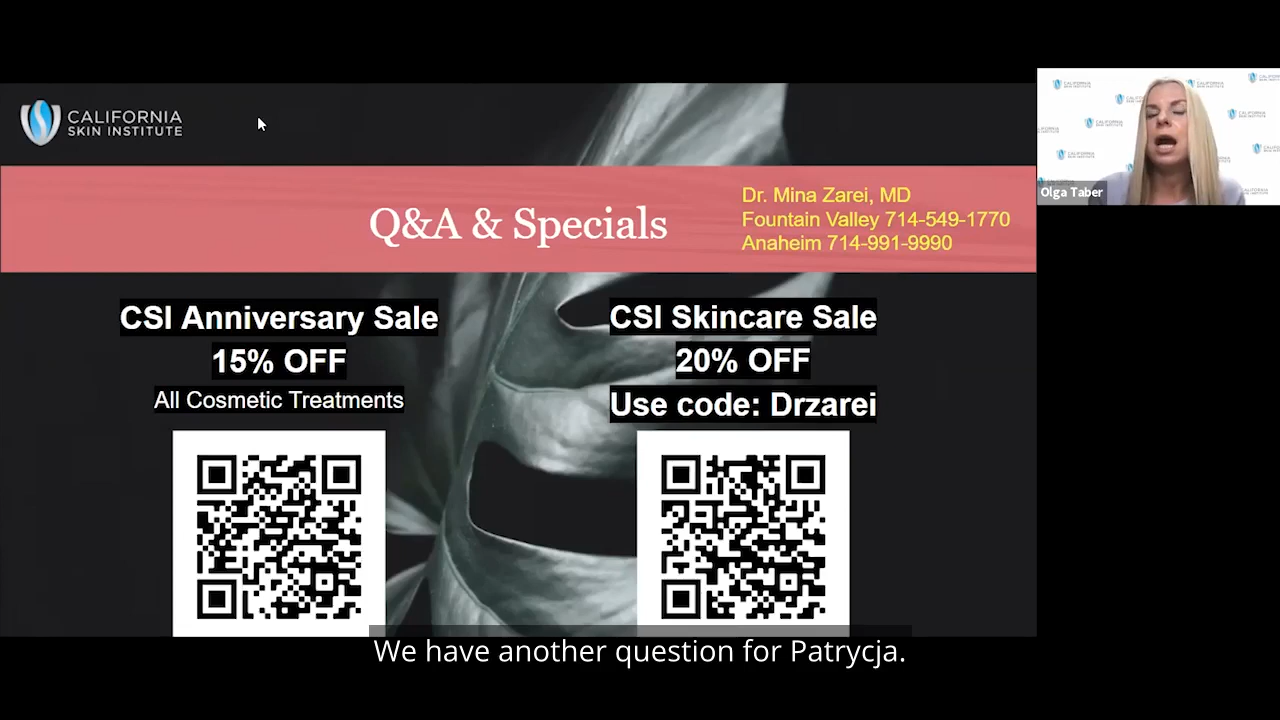 CALIFORNIA
SKIN INSTITUTE
Q&A & Specials
Dr. Mina Zarei, MD
Fountain Valley 714-549-1770
Anaheim 714-991-9990
CSI Anniversary Sale
15% OFF
All Cosmetic Treatments
CSI Skincare Sale
20% OFF
Use code: Drzarei
Olga Taber
We have another question for Patrycja.